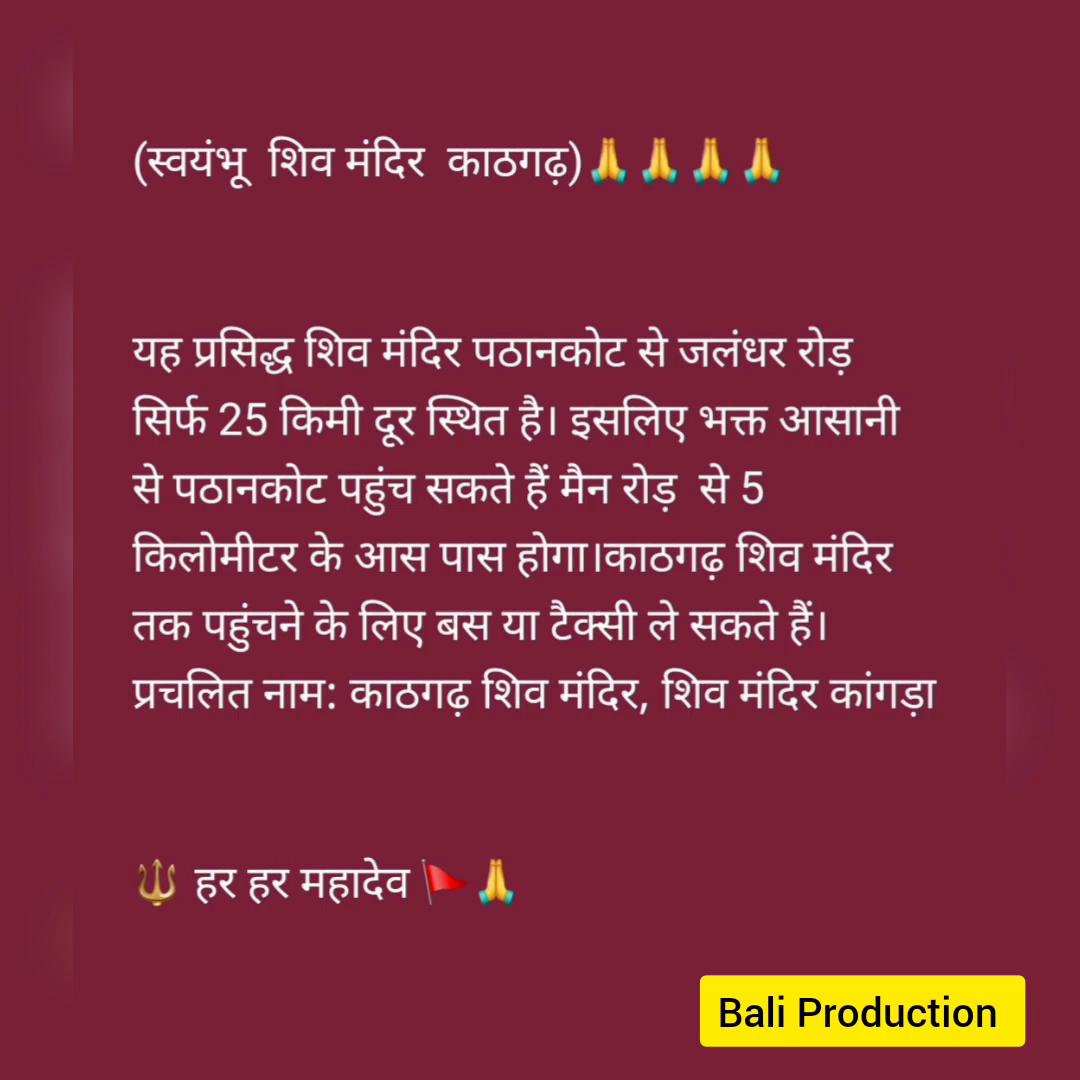 (स्वयंभू शिव मंदिर काठगढ़)🙏🙏🙏🙏
यह प्रसिद्ध शिव मंदिर पठानकोट से जलंधर रोड़
सिर्फ 25 किमी दूर स्थित है। इसलिए भक्त आसानी
से पठानकोट पहुंच सकते हैं मैन रोड़ से 5
किलोमीटर के आस पास होगा।काठगढ़ शिव मंदिर
तक पहुंचने के लिए बस या टैक्सी ले सकते हैं।
प्रचलित नाम: काठगढ़ शिव मंदिर, शिव मंदिर कांगड़ा
🔱 हर हर महादेव 🚩🙏
Bali Production